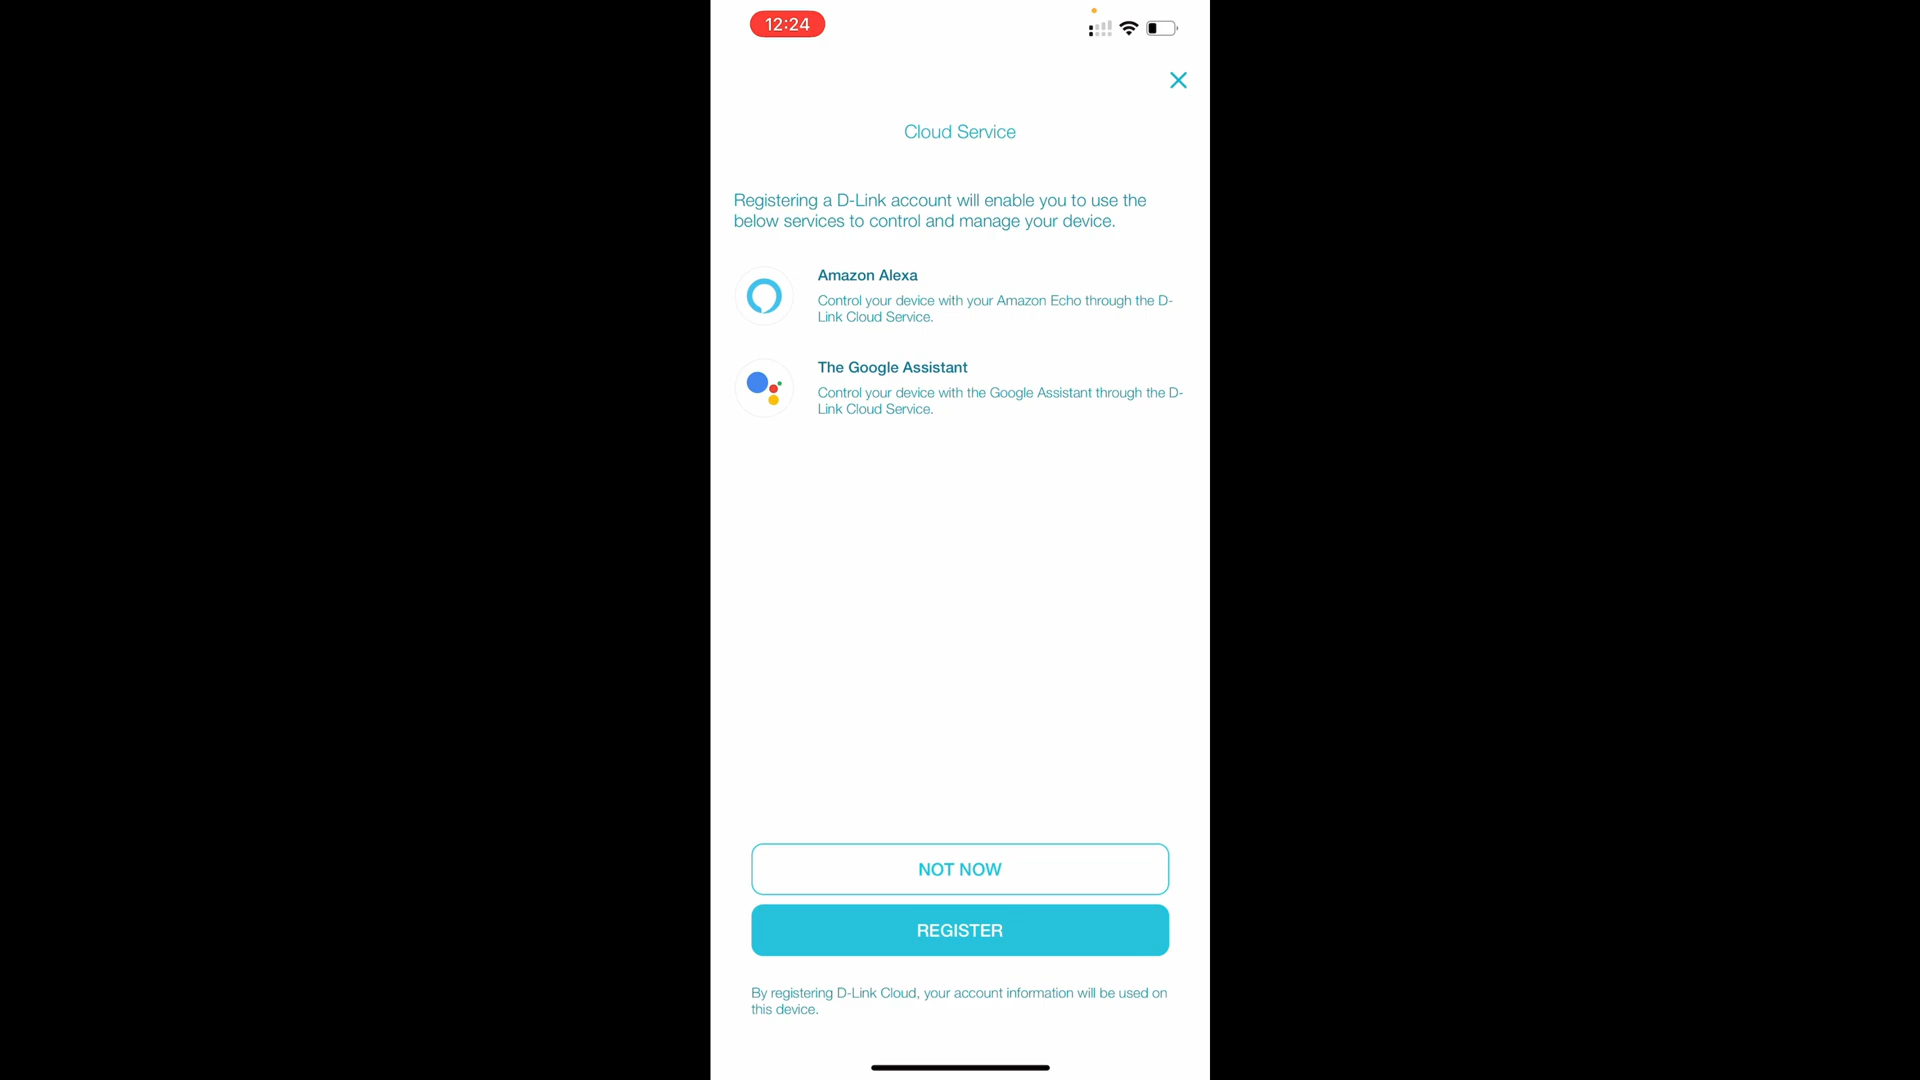 12:24
Cloud Service
Registering a D-Link account will enable you to use the
below services to control and manage your device.
Amazon Alexa
Control your device with your Amazon Echo through the D-
Link Cloud Service.
The Google Assistant
Control your device with the Google Assistant through the D-
Link Cloud Service.
NOT NOW
REGISTER
By registering D-Link Cloud, your account information will be used on
this device.